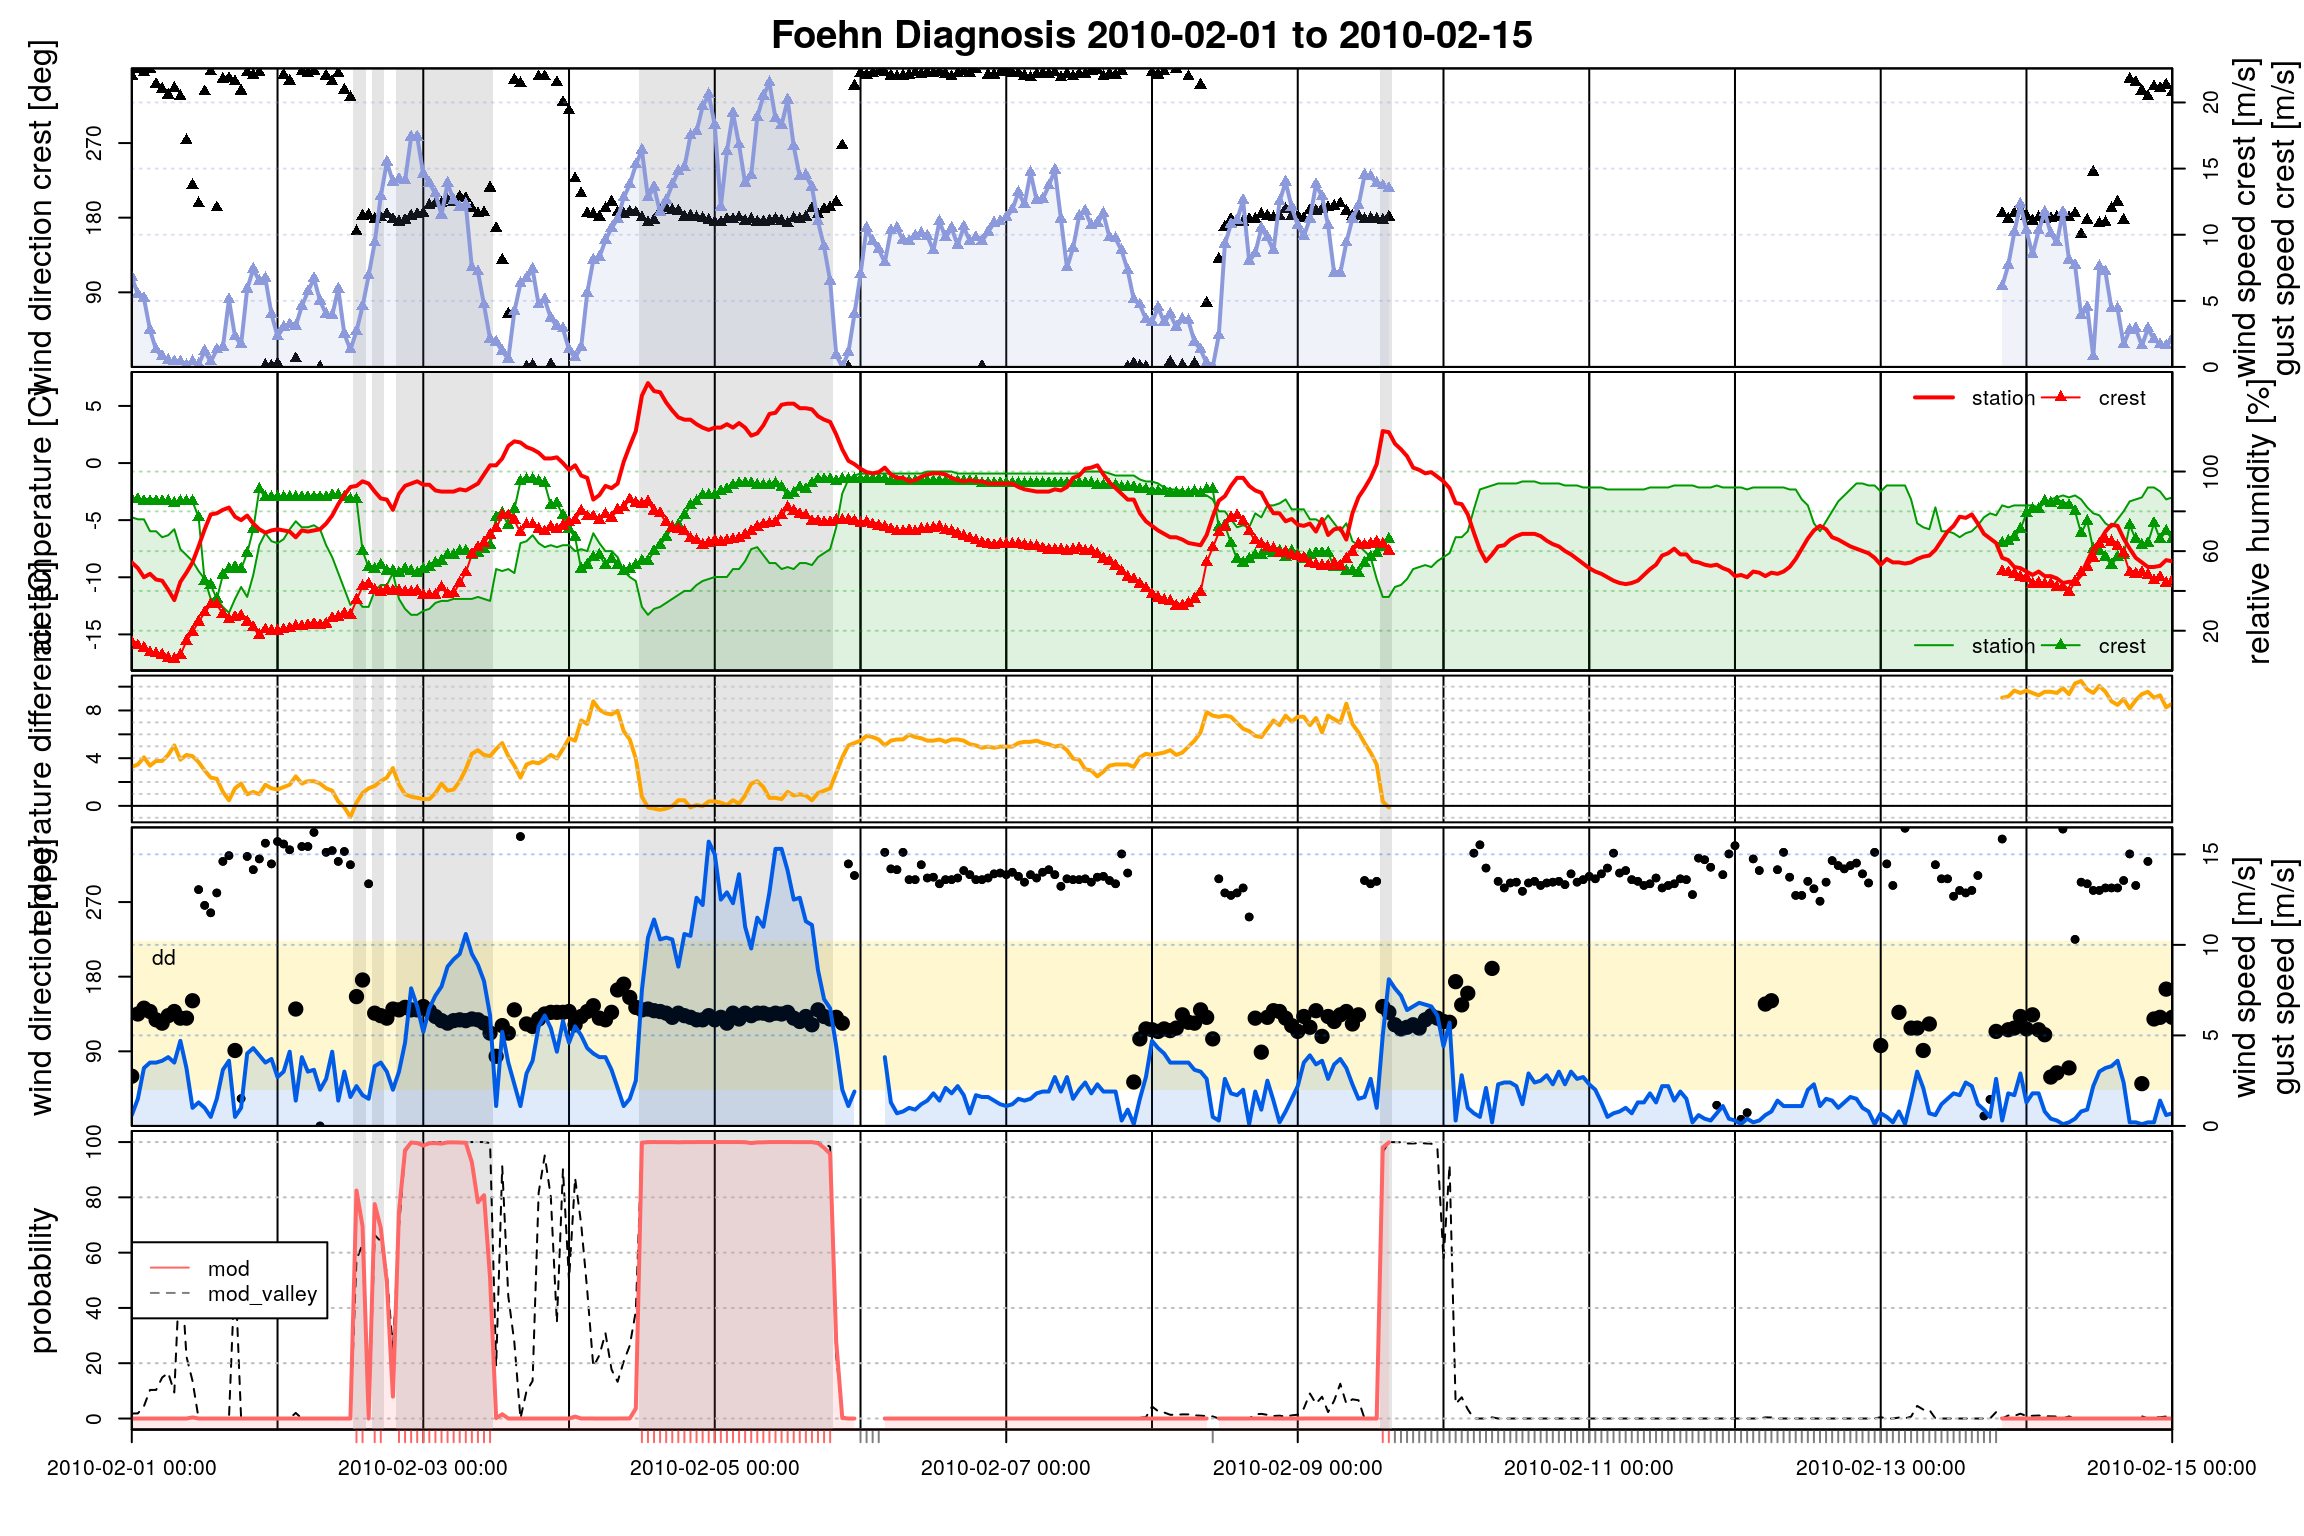 Foehn Diagnosis 2010-02-01 to 2010-02-15
wind direction crest [deg]
90 180 270
0 5 10 15 20
wind speed crest [m/s]
gust speed crest [m/s]
air temperature [C]
-15 -10 -5 0 5
station crest
station crest
20 60 100
relative humidity [%]
temperature difference [C]
0 4 8
wind direction [deg]
90 180 270
dd
0 5 10 15
wind speed [m/s]
gust speed [m/s]
probability
0 20 40 60 80 100
mod
mod_valley
2010-02-01 00:00 2010-02-03 00:00 2010-02-05 00:00 2010-02-07 00:00 2010-02-09 00:00 2010-02-11 00:00 2010-02-13 00:00 2010-02-15 00:00